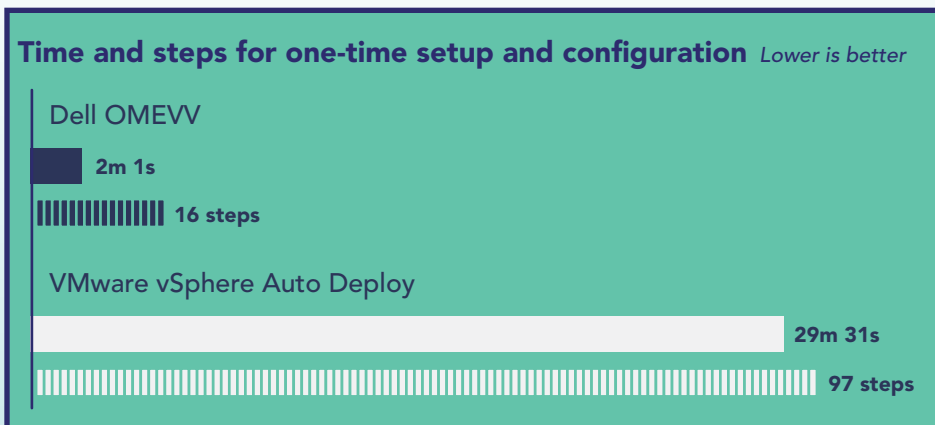 Time and steps for one-time setup and configuration Lower is better
Dell OMEVV
2m 1s
16 steps
VMware vSphere Auto Deploy
29m 31s
97 steps